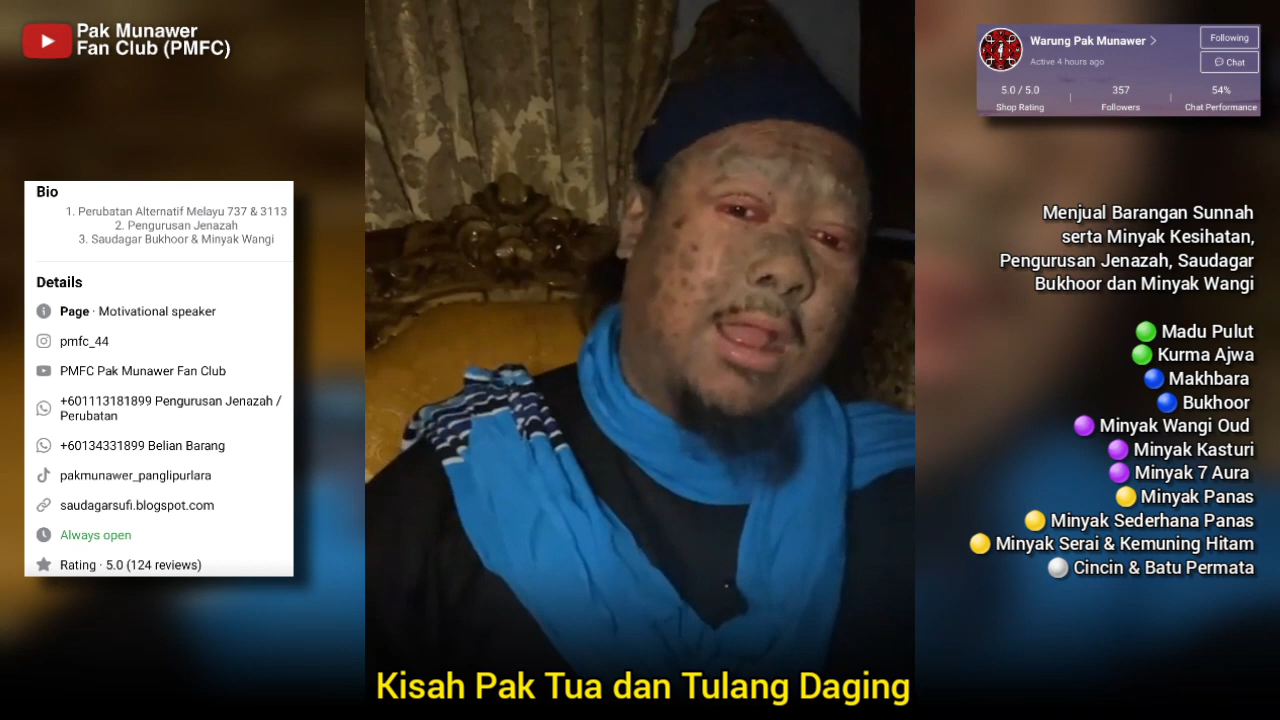 Pak Munawer
Fan Club (PMFC)
Bio
1. Perubatan Alternatif Melayu 737 & 3113
2. Pengurusan Jenazah
3. Saudagar Bukhoor & Minyak Wangi
Details
Page · Motivational speaker
pmfc_44
PMFC Pak Munawer Fan Club
+601113181899 Pengurusan Jenazah /
Perubatan
+60134331899 Belian Barang
pakmunawer_panglipurlara
saudagarsufi.blogspot.com
Always open
Rating · 5.0 (124 reviews)
Warung Pak Munawer >
Following
Active 4 hours ago
Chat
5.0 / 5.0
357
54%
Shop Rating
Followers
Chat Performance
Menjual Barangan Sunnah
serta Minyak Kesihatan,
Pengurusan Jenazah, Saudagar
Bukhoor dan Minyak Wangi
Madu Pulut
Kurma Ajwa
Makhbara
Bukhoor
Minyak Wangi Oud
Minyak Kasturi
Minyak 7 Aura
Minyak Panas
Minyak Sederhana Panas
Minyak Serai & Kemuning Hitam
Cincin & Batu Permata
Kisah Pak Tua dan Tulang Daging